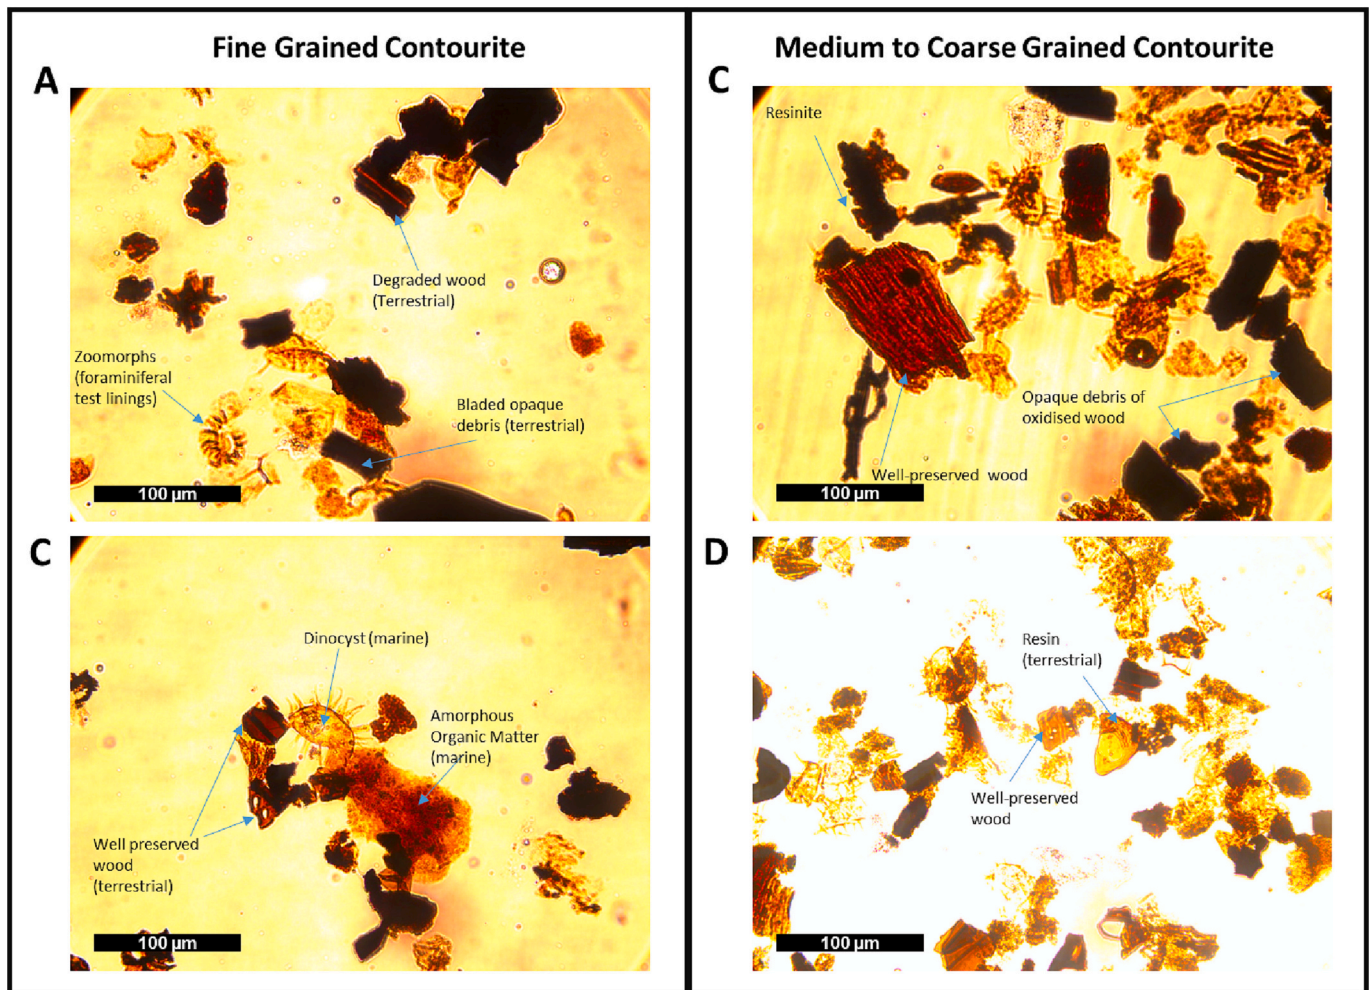 Fine Grained Contourite
A
Degraded wood
(Terrestrial)
Zoomorphs
(foraminiferal
test linings)
Bladed opaque
debris (terrestrial)
100 µm
C
Dinocyst (marine)
Amorphous
Organic Matter
(marine)
Well preserved
wood
(terrestrial)
100 µm
Medium to Coarse Grained Contourite
C
Resinite
Opaque debris of
oxidised wood
Well-preserved wood
100 µm
D
Resin
(terrestrial)
Well-preserved
wood
100 µm